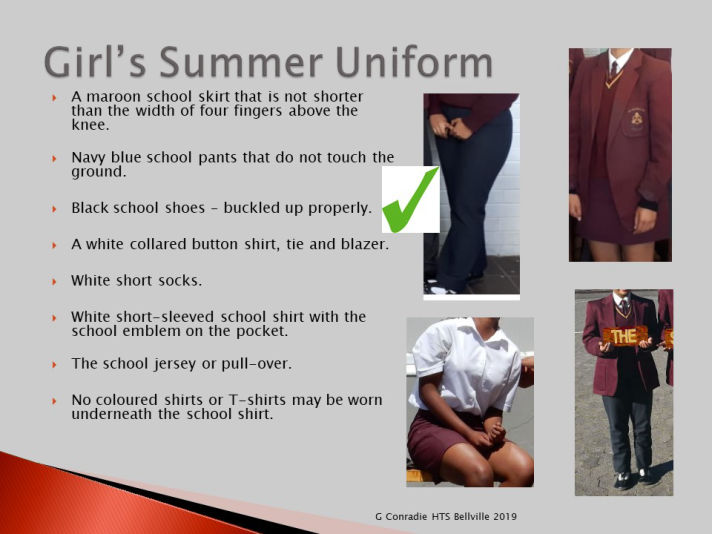 Girl's Summer Uniform
A maroon school skirt that is not shorter
than the width of four fingers above the
knee.
Navy blue school pants that do not touch the
ground.
Black school shoes – buckled up properly.
A white collared button shirt, tie and blazer.
White short socks.
White short-sleeved school shirt with the
school emblem on the pocket.
The school jersey or pull-over.
No coloured shirts or T-shirts may be worn
underneath the school shirt.
THE
G Conradie HTS Bellville 2019